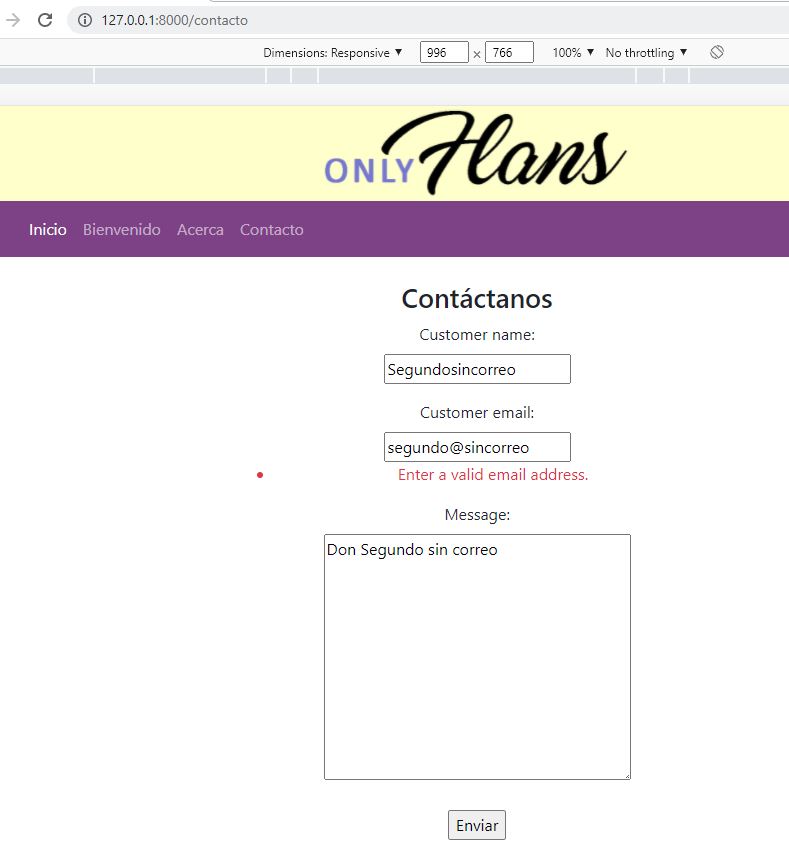 127.0.0.1:8000/contacto
Dimensions: Responsive ▼ 996 × 766 100% ▼ No throttling ▼
ONLY Flans
Inicio Bienvenido Acerca Contacto
Contáctanos
Customer name:
Segundosincorreo
Customer email:
segundo@sincorreo
• Enter a valid email address.
Message:
Don Segundo sin correo
Enviar